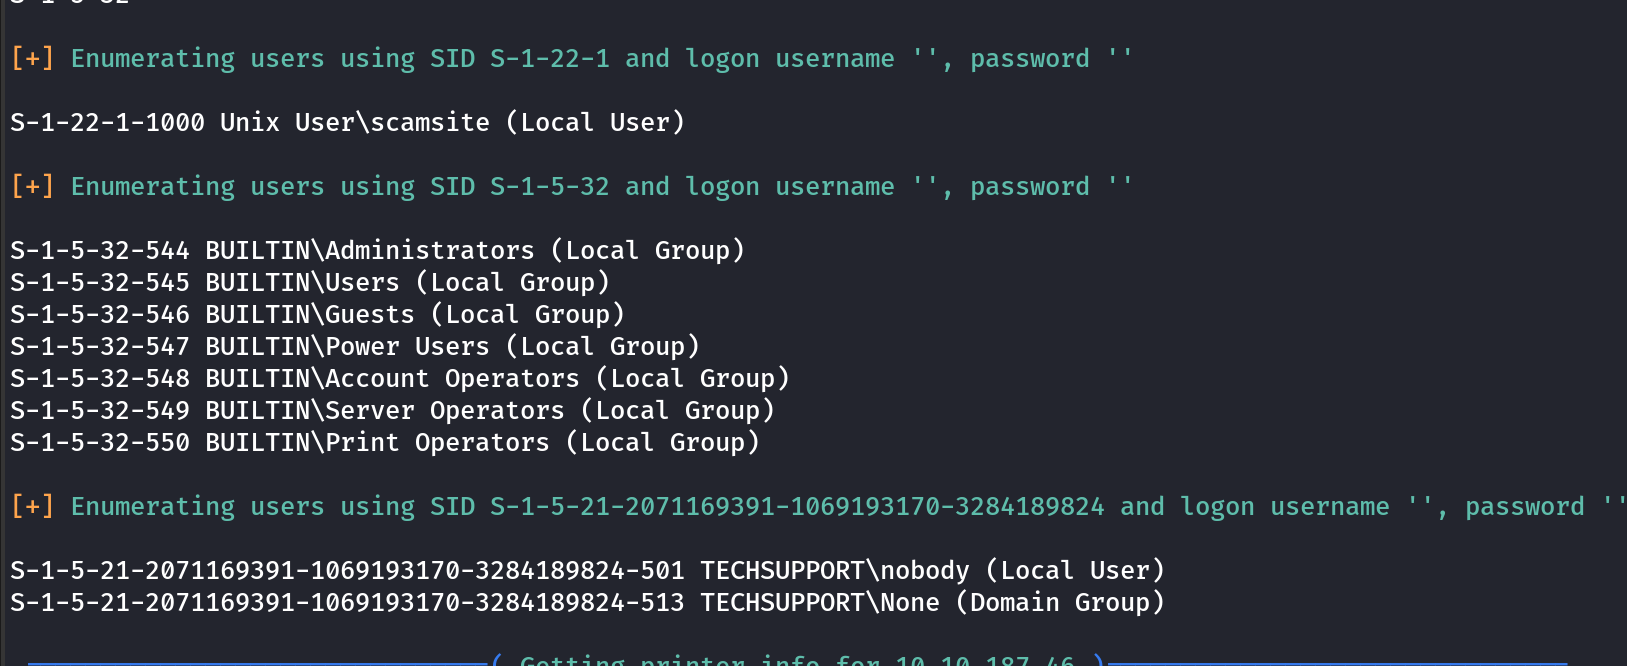 [+] Enumerating users using SID S-1-22-1 and logon username '', password ''
S-1-22-1-1000 Unix User\scamsite (Local User)
[+] Enumerating users using SID S-1-5-32 and logon username '', password ''
S-1-5-32-544 BUILTIN\Administrators (Local Group)
S-1-5-32-545 BUILTIN\Users (Local Group)
S-1-5-32-546 BUILTIN\Guests (Local Group)
S-1-5-32-547 BUILTIN\Power Users (Local Group)
S-1-5-32-548 BUILTIN\Account Operators (Local Group)
S-1-5-32-549 BUILTIN\Server Operators (Local Group)
S-1-5-32-550 BUILTIN\Print Operators (Local Group)
[+] Enumerating users using SID S-1-5-21-2071169391-1069193170-3284189824 and logon username '', password ''
S-1-5-21-2071169391-1069193170-3284189824-501 TECHSUPPORT\nobody (Local User)
S-1-5-21-2071169391-1069193170-3284189824-513 TECHSUPPORT\None (Domain Group)
( Getting printer info for 10.10.187.46 )